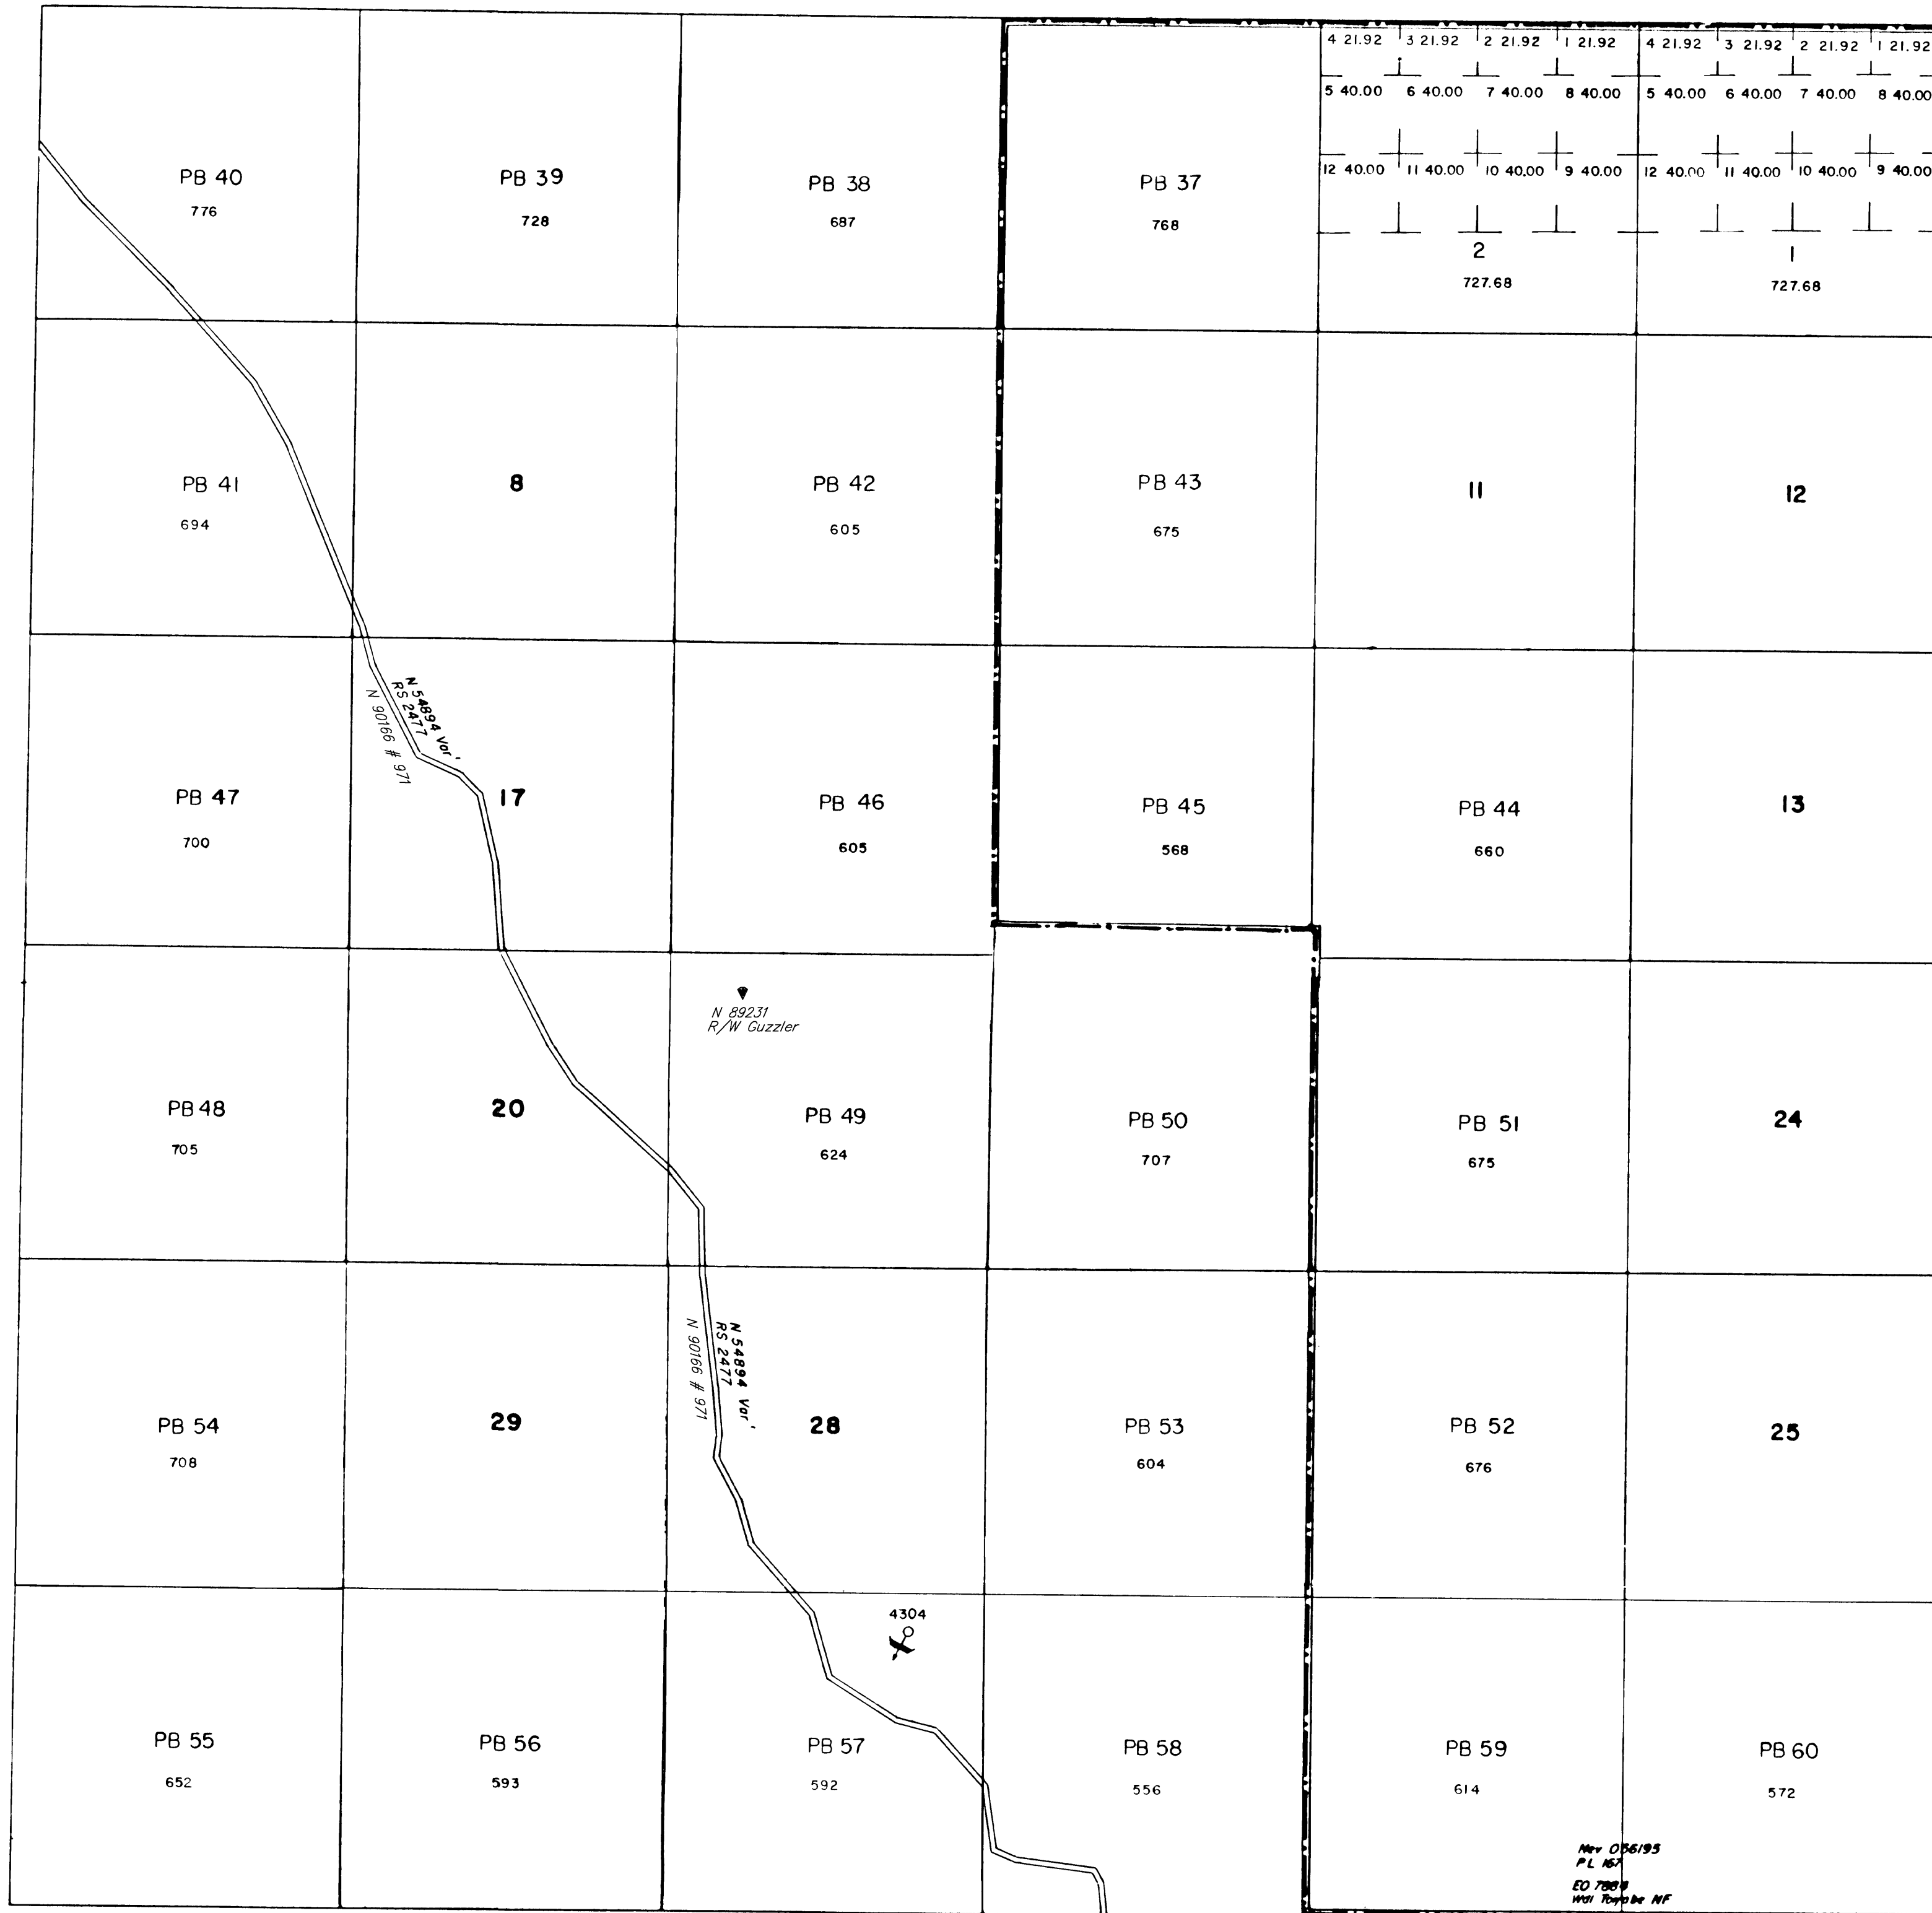 4 21.92 3 21.92 2 21.92 1 21.92 4 21.92 3 21.92 2 21.92 1 21.92
5 40.00 6 40.00 7 40.00 8 40.00 5 40.00 6 40.00 7 40.00 8 40.00
12 40.00 11 40.00 10 40.00 9 40.00 12 40.00 11 40.00 10 40.00 9 40.00
PB 40 PB 39 PB 38 PB 37
776 728 687 768
2 1
727.68 727.68
PB 41 8 PB 42 PB 43 11 12
694 605 675
N 54894 Var'
RS 2477
N 90166 # 971
PB 47 17 PB 46 PB 45 PB 44 13
700 605 568 660
N 89231
R/W Guzzler
PB 48 20 PB 49 PB 50 PB 51 24
705 624 707 675
N 54894 Var'
RS 2477
N 90166 # 971
PB 54 29 28 PB 53 PB 52 25
708 604 676
4304
PB 55 PB 56 PB 57 PB 58 PB 59 PB 60
652 593 592 556 614 572
Nev 056195
PL 167
EO 7884
Wdl NF